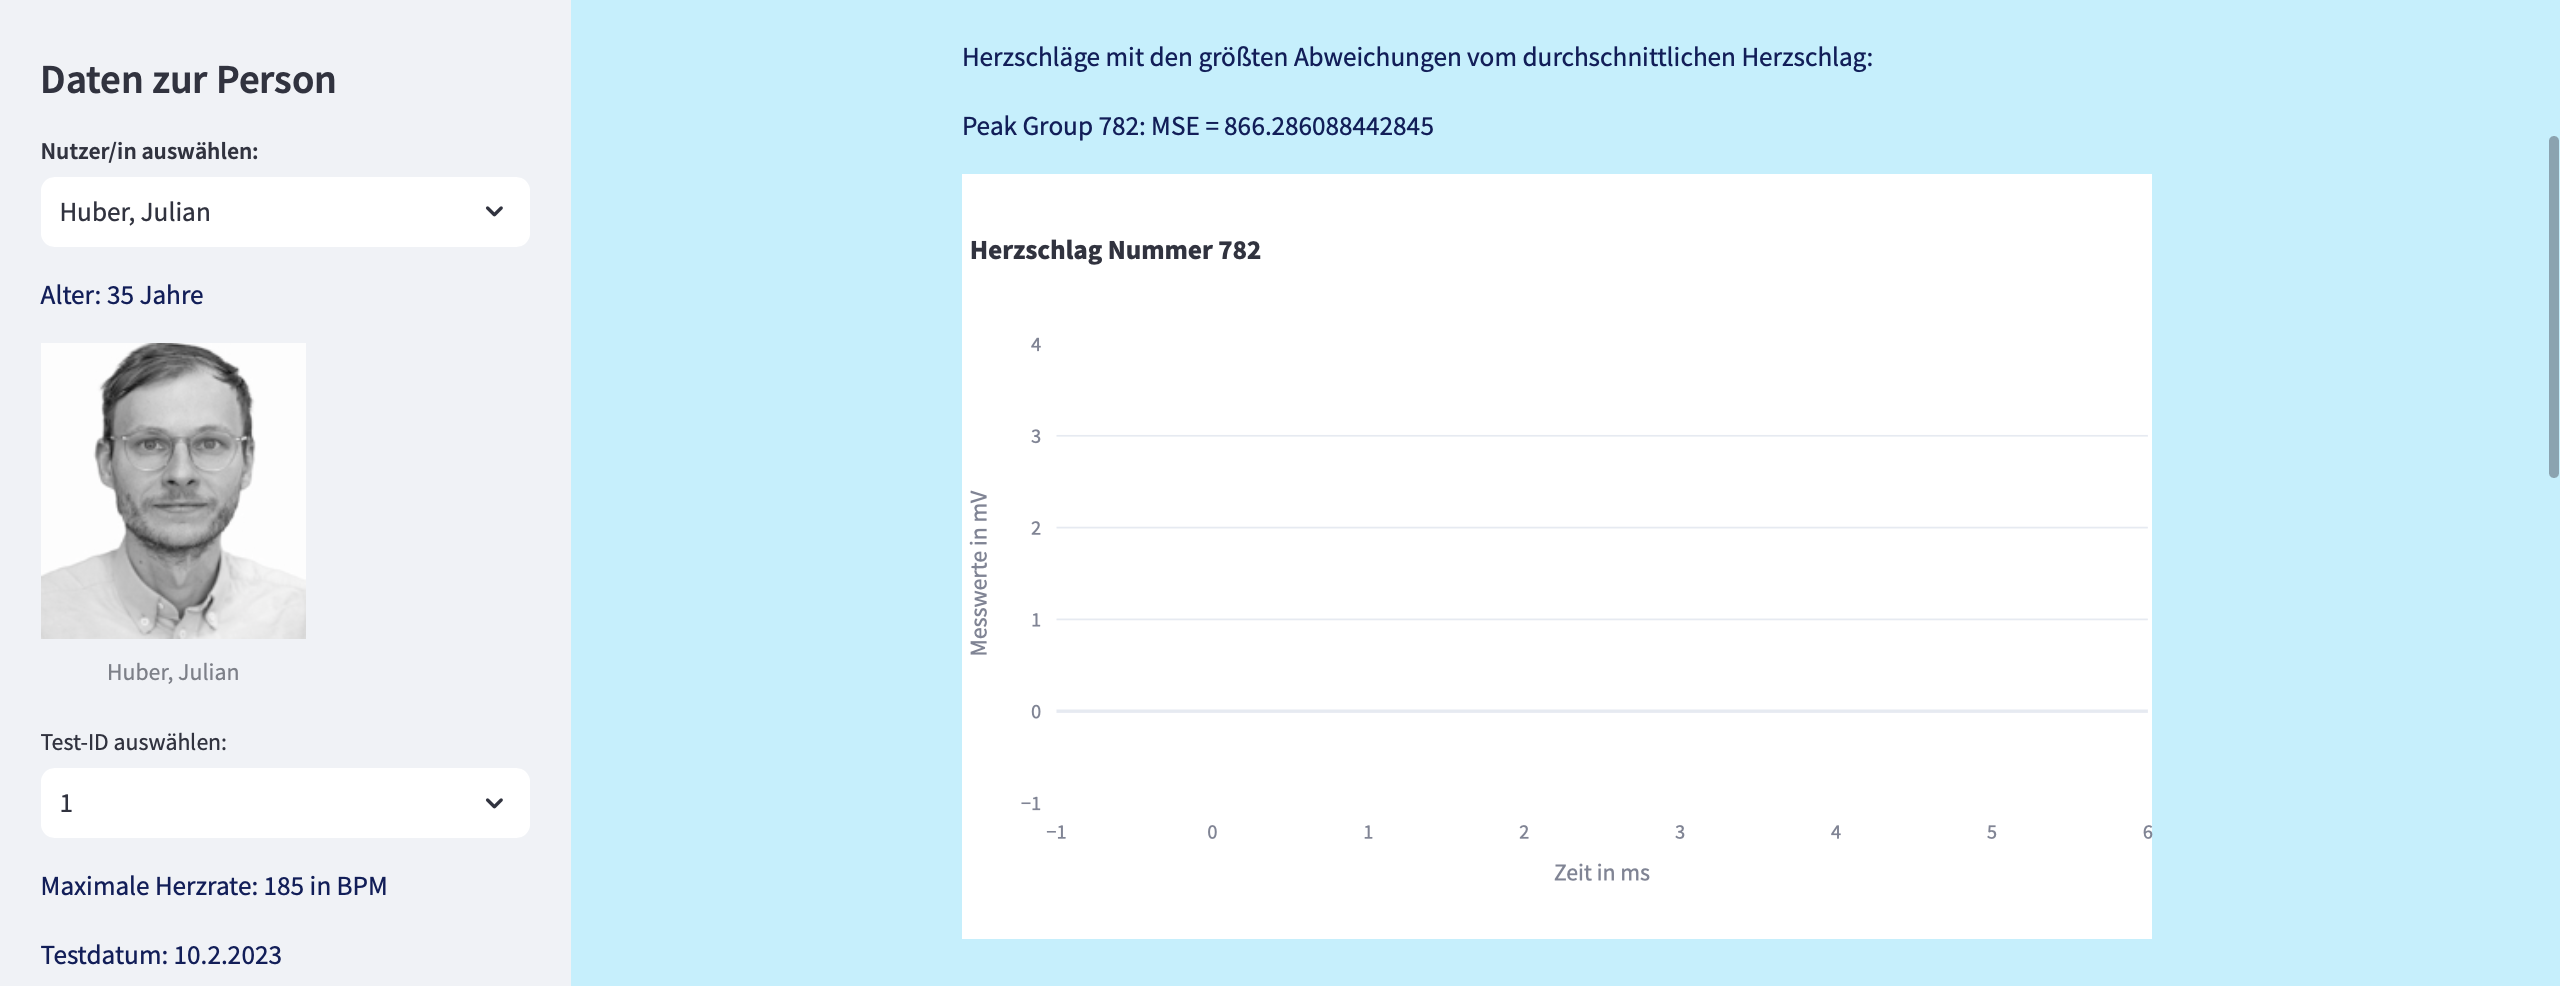 Daten zur Person
Nutzer/in auswählen:
Huber, Julian
Alter: 35 Jahre
Huber, Julian
Test-ID auswählen:
1
Maximale Herzrate: 185 in BPM
Testdatum: 10.2.2023
Herzschläge mit den größten Abweichungen vom durchschnittlichen Herzschlag:
Peak Group 782: MSE = 866.286088442845
Herzschlag Nummer 782
Messwerte in mV
4
3
2
1
0
−1
−1 0 1 2 3 4 5 6
Zeit in ms